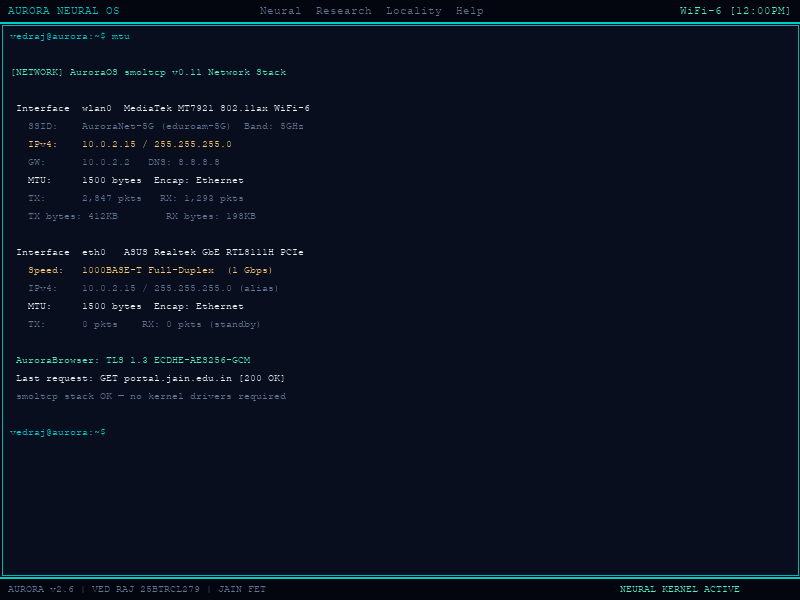 AURORA NEURAL OS Neural Research Locality Help WiFi-6 [12:00PM]
vedraj@aurora:~$ mtu
[NETWORK] AuroraOS smoltcp v0.11 Network Stack
Interface wlan0 MediaTek MT7921 802.11ax WiFi-6
SSID: AuroraNet-5G (eduroam-5G) Band: 5GHz
IPv4: 10.0.2.15 / 255.255.255.0
GW: 10.0.2.2 DNS: 8.8.8.8
MTU: 1500 bytes Encap: Ethernet
TX: 2,847 pkts RX: 1,293 pkts
TX bytes: 412KB RX bytes: 198KB
Interface eth0 ASUS Realtek GbE RTL8111H PCIe
Speed: 1000BASE-T Full-Duplex (1 Gbps)
IPv4: 10.0.2.15 / 255.255.255.0 (alias)
MTU: 1500 bytes Encap: Ethernet
TX: 0 pkts RX: 0 pkts (standby)
AuroraBrowser: TLS 1.3 ECDHE-AES256-GCM
Last request: GET portal.jain.edu.in [200 OK]
smoltcp stack OK — no kernel drivers required
vedraj@aurora:~$
AURORA v2.6 | VED RAJ 25BTRCL279 | JAIN FET NEURAL KERNEL ACTIVE